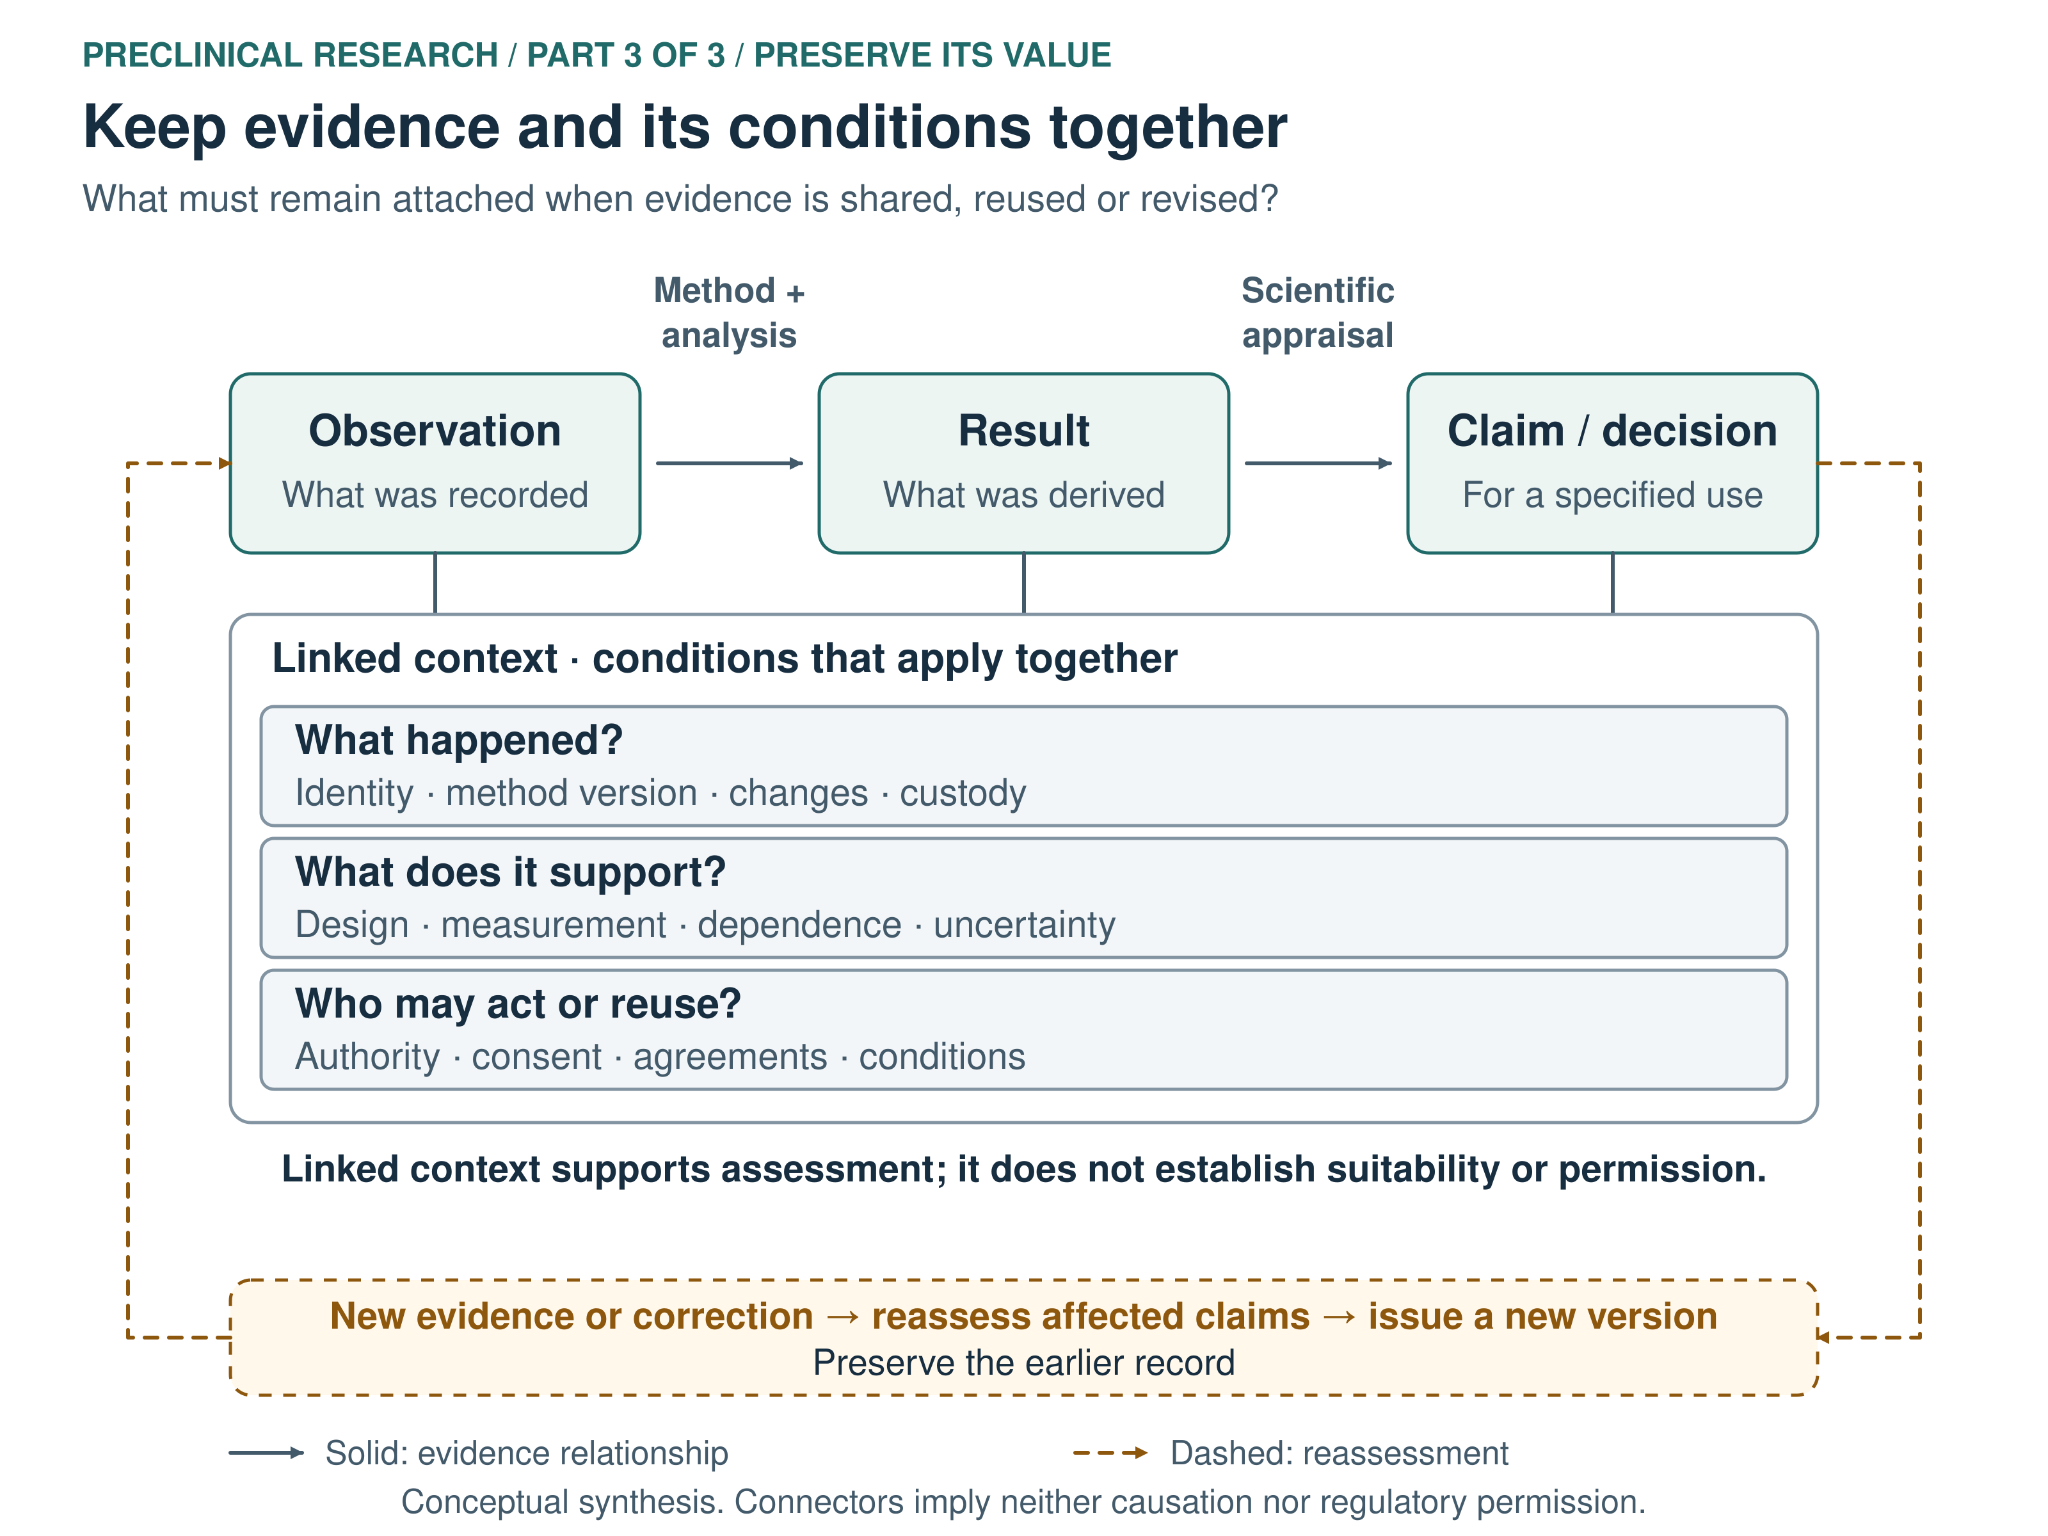 PRECLINICAL RESEARCH / PART 3 OF 3 / PRESERVE ITS VALUE
Keep evidence and its conditions together
What must remain attached when evidence is shared, reused or revised?
Method +
analysis
Scientific
appraisal
Observation
What was recorded
Result
What was derived
Claim / decision
For a specified use
Linked context · conditions that apply together
What happened?
Identity · method version · changes · custody
What does it support?
Design · measurement · dependence · uncertainty
Who may act or reuse?
Authority · consent · agreements · conditions
Linked context supports assessment; it does not establish suitability or permission.
New evidence or correction → reassess affected claims → issue a new version
Preserve the earlier record
Solid: evidence relationship
Dashed: reassessment
Conceptual synthesis. Connectors imply neither causation nor regulatory permission.